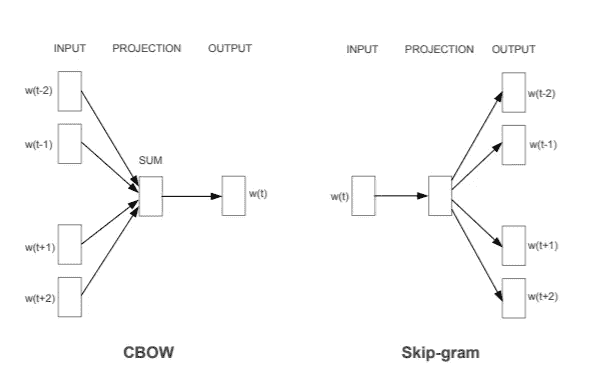 INPUT PROJECTION OUTPUT
w(t-2)
w(t-1)
SUM
w(t)
w(t+1)
w(t+2)
CBOW
INPUT PROJECTION OUTPUT
w(t-2)
w(t-1)
w(t)
w(t+1)
w(t+2)
Skip-gram